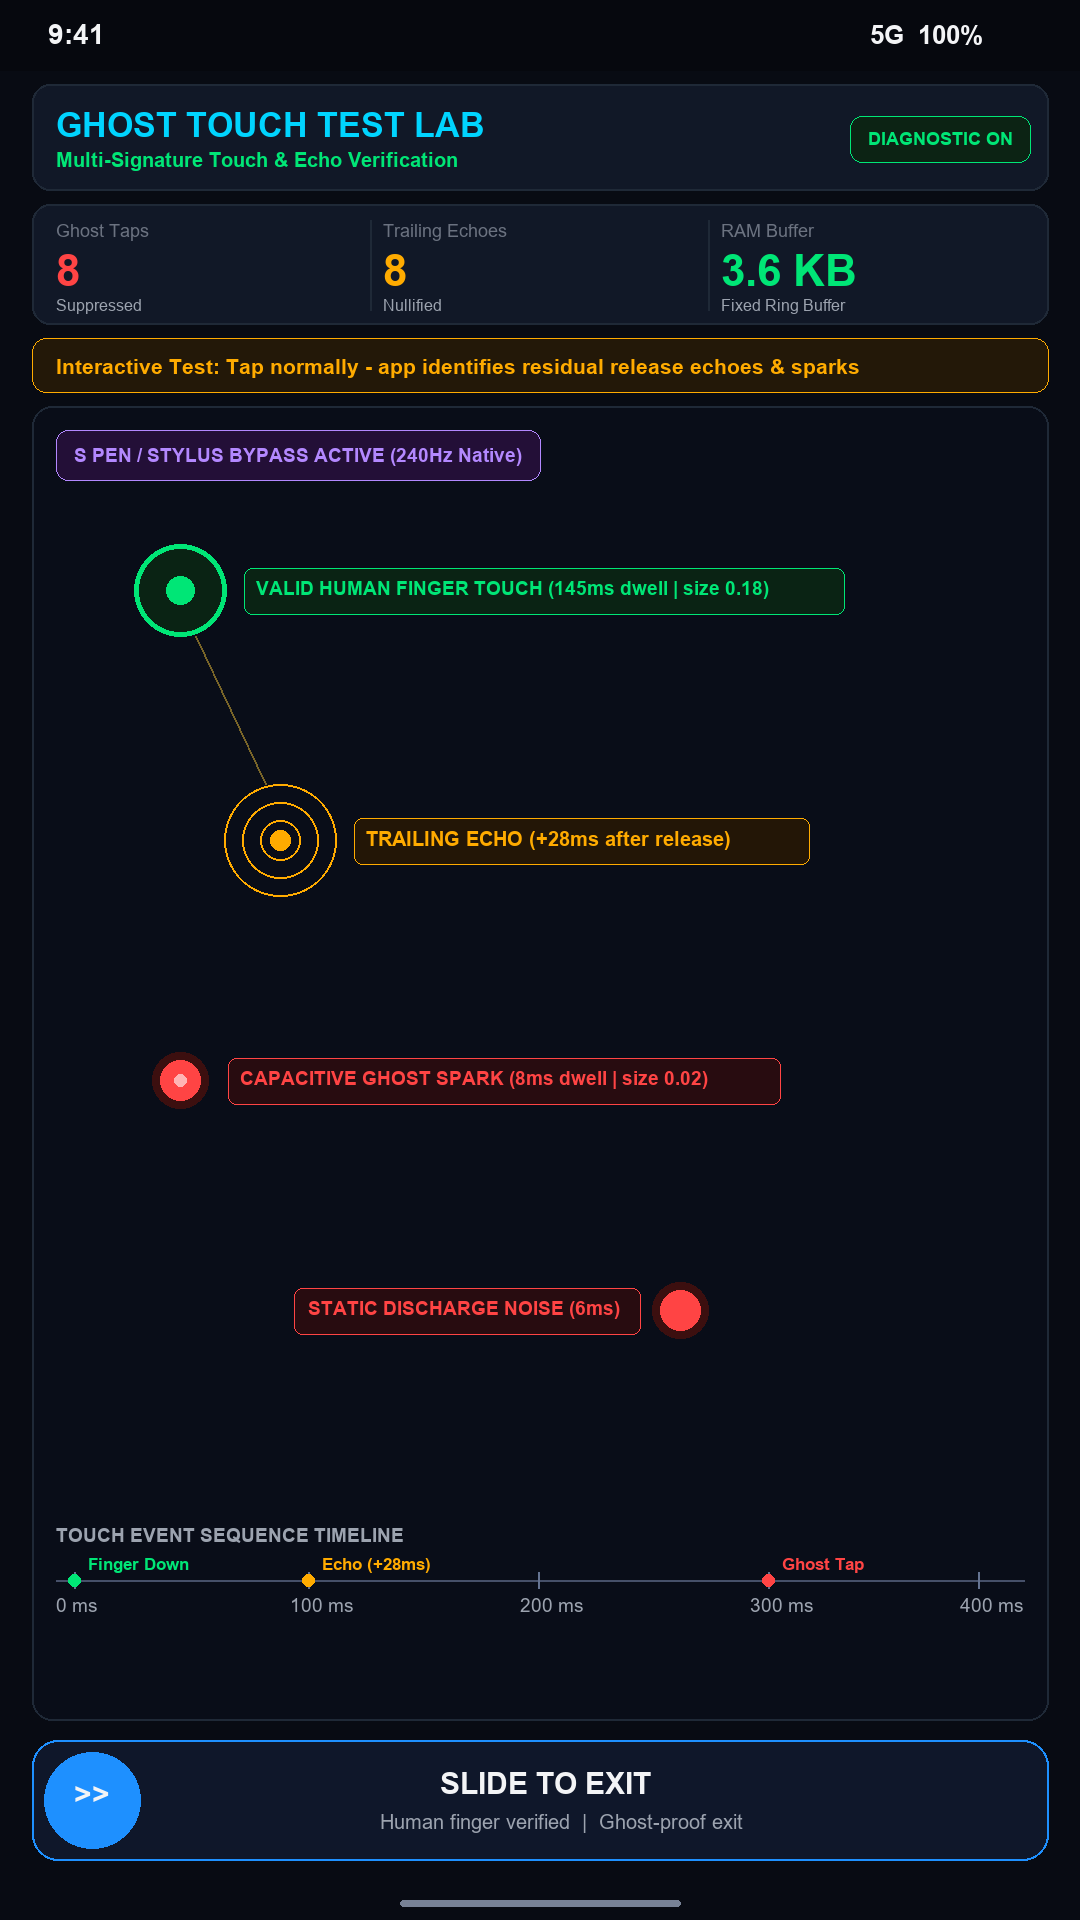 9:41
5G 100%
GHOST TOUCH TEST LAB
Multi-Signature Touch & Echo Verification
DIAGNOSTIC ON
Ghost Taps
8
Suppressed
Trailing Echoes
8
Nullified
RAM Buffer
3.6 KB
Fixed Ring Buffer
Interactive Test: Tap normally - app identifies residual release echoes & sparks
S PEN / STYLUS BYPASS ACTIVE (240Hz Native)
VALID HUMAN FINGER TOUCH (145ms dwell | size 0.18)
TRAILING ECHO (+28ms after release)
CAPACITIVE GHOST SPARK (8ms dwell | size 0.02)
STATIC DISCHARGE NOISE (6ms)
TOUCH EVENT SEQUENCE TIMELINE
Finger Down
Echo (+28ms)
Ghost Tap
0 ms
100 ms
200 ms
300 ms
400 ms
>>
SLIDE TO EXIT
Human finger verified | Ghost-proof exit